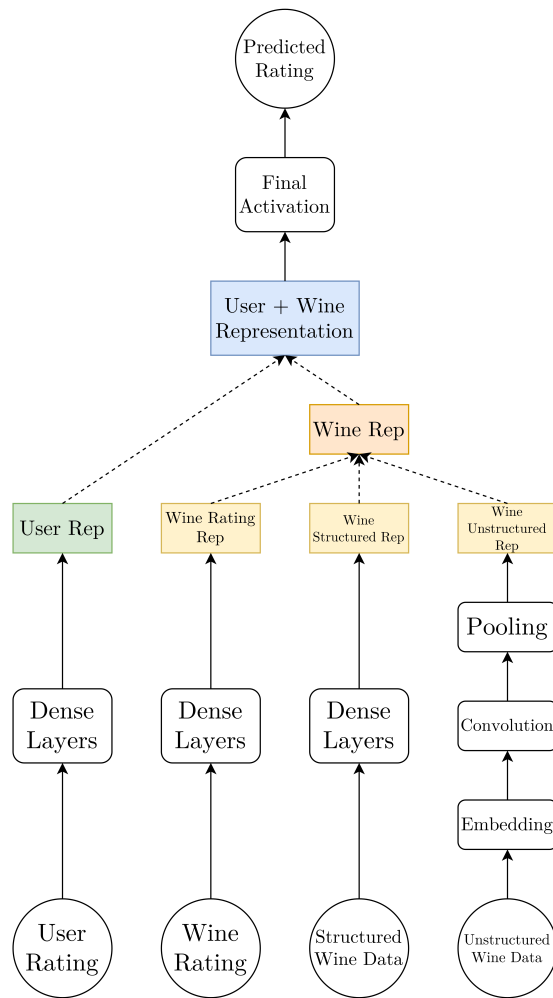 Predicted
Rating
Final
Activation
User + Wine
Representation
Wine Rep
User Rep
Wine Rating
Rep
Wine
Structured Rep
Wine
Unstructured
Rep
Pooling
Dense
Layers
Dense
Layers
Dense
Layers
Convolution
Embedding
User
Rating
Wine
Rating
Structured
Wine Data
Unstructured
Wine Data